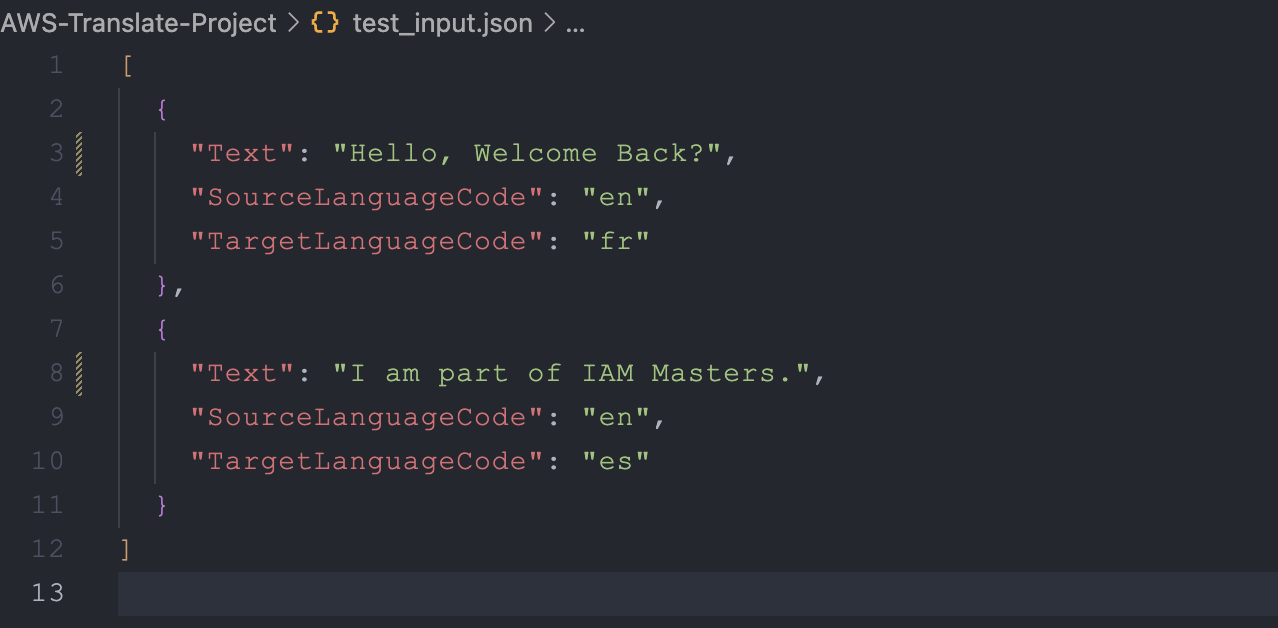 AWS-Translate-Project > {} test_input.json > ...
1 [
2 {
3 "Text": "Hello, Welcome Back?",
4 "SourceLanguageCode": "en",
5 "TargetLanguageCode": "fr"
6 },
7 {
8 "Text": "I am part of IAM Masters.",
9 "SourceLanguageCode": "en",
10 "TargetLanguageCode": "es"
11 }
12 ]
13